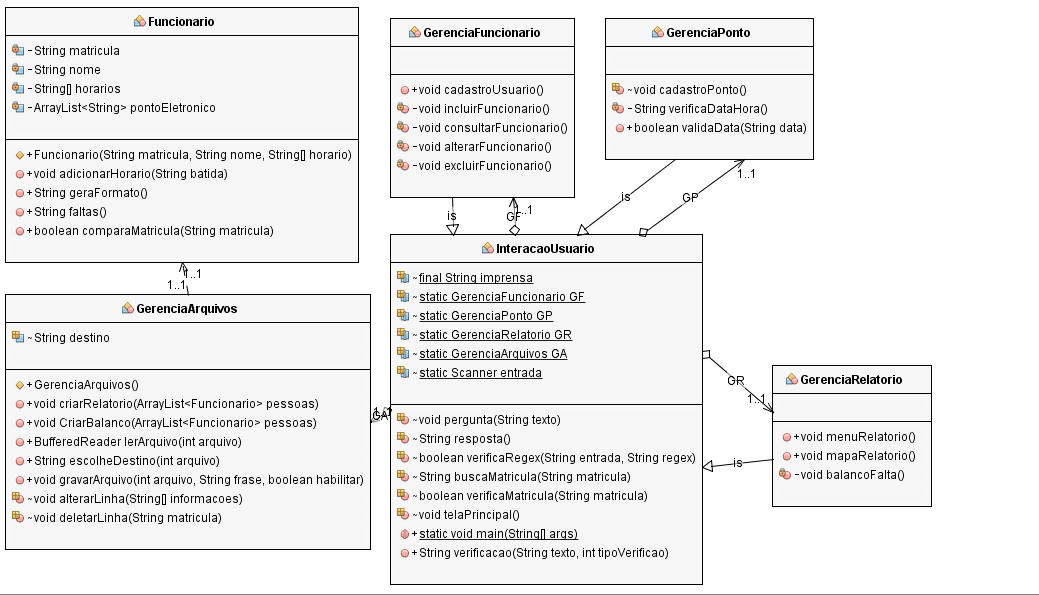 Funcionario
-String matricula
-String nome
-String[] horarios
-ArrayList<String> pontoEletronico
+Funcionario(String matricula, String nome, String[] horario)
+void adicionarHorario(String batida)
+String geraFormato()
+String faltas()
+boolean comparaMatricula(String matricula)
GerenciaFuncionario
+void cadastroUsuario()
-void incluirFuncionario()
-void consultarFuncionario()
-void alterarFuncionario()
-void excluirFuncionario()
GerenciaPonto
~void cadastroPonto()
-String verificaDataHora()
+boolean validaData(String data)
is
GF
1..1
is
GP
1..1
1..1
1..1
GerenciaArquivos
~String destino
+GerenciaArquivos()
+void criarRelatorio(ArrayList<Funcionario> pessoas)
+void CriarBalanco(ArrayList<Funcionario> pessoas)
+BufferedReader lerArquivo(int arquivo)
+String escolheDestino(int arquivo)
+void gravarArquivo(int arquivo, String frase, boolean habilitar)
~void alterarLinha(String[] informacoes)
~void deletarLinha(String matricula)
GA
1..1
InteracaoUsuario
~final String imprensa
~static GerenciaFuncionario GF
~static GerenciaPonto GP
~static GerenciaRelatorio GR
~static GerenciaArquivos GA
~static Scanner entrada
~void pergunta(String texto)
~String resposta()
~boolean verificaRegex(String entrada, String regex)
~String buscaMatricula(String matricula)
~boolean verificaMatricula(String matricula)
~void telaPrincipal()
+static void main(String[] args)
+String verificacao(String texto, int tipoVerificao)
GR
1..1
is
GerenciaRelatorio
+void menuRelatorio()
+void mapaRelatorio()
-void balancoFalta()